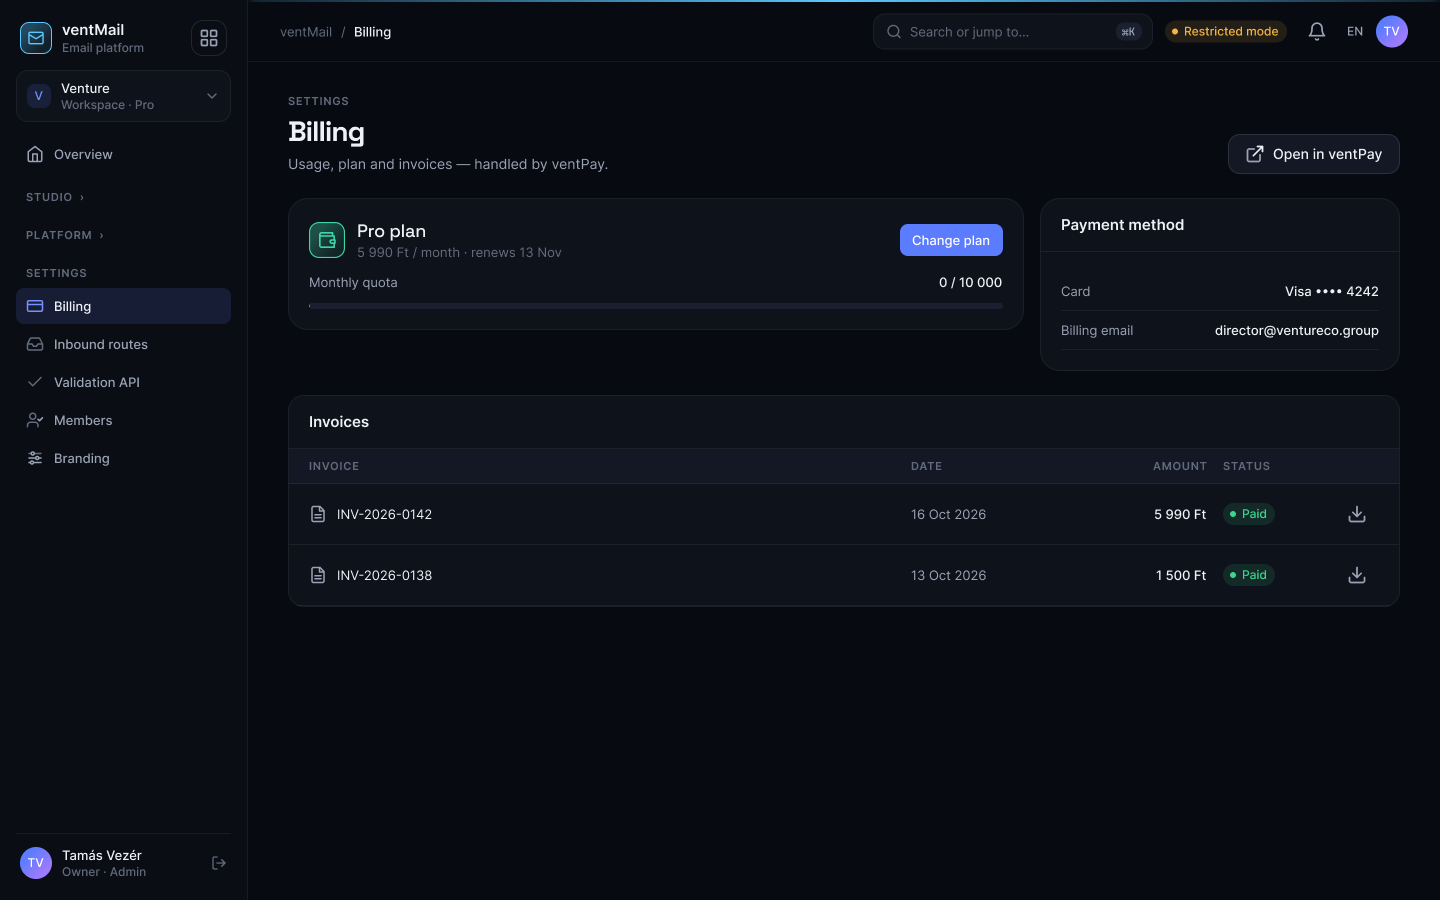 ventMail
Email platform
V
Venture
Workspace · Pro
Overview
STUDIO ›
PLATFORM ›
SETTINGS
Billing
Inbound routes
Validation API
Members
Branding
TV
Tamás Vezér
Owner · Admin
ventMail / Billing
Search or jump to...
⌘K
Restricted mode
EN
TV
SETTINGS
Billing
Usage, plan and invoices — handled by ventPay.
Open in ventPay
Pro plan
5 990 Ft / month · renews 13 Nov
Change plan
Monthly quota
0 / 10 000
Payment method
Card
Visa •••• 4242
Billing email
director@ventureco.group
Invoices
INVOICE DATE AMOUNT STATUS
INV-2026-0142 16 Oct 2026 5 990 Ft Paid
INV-2026-0138 13 Oct 2026 1 500 Ft Paid